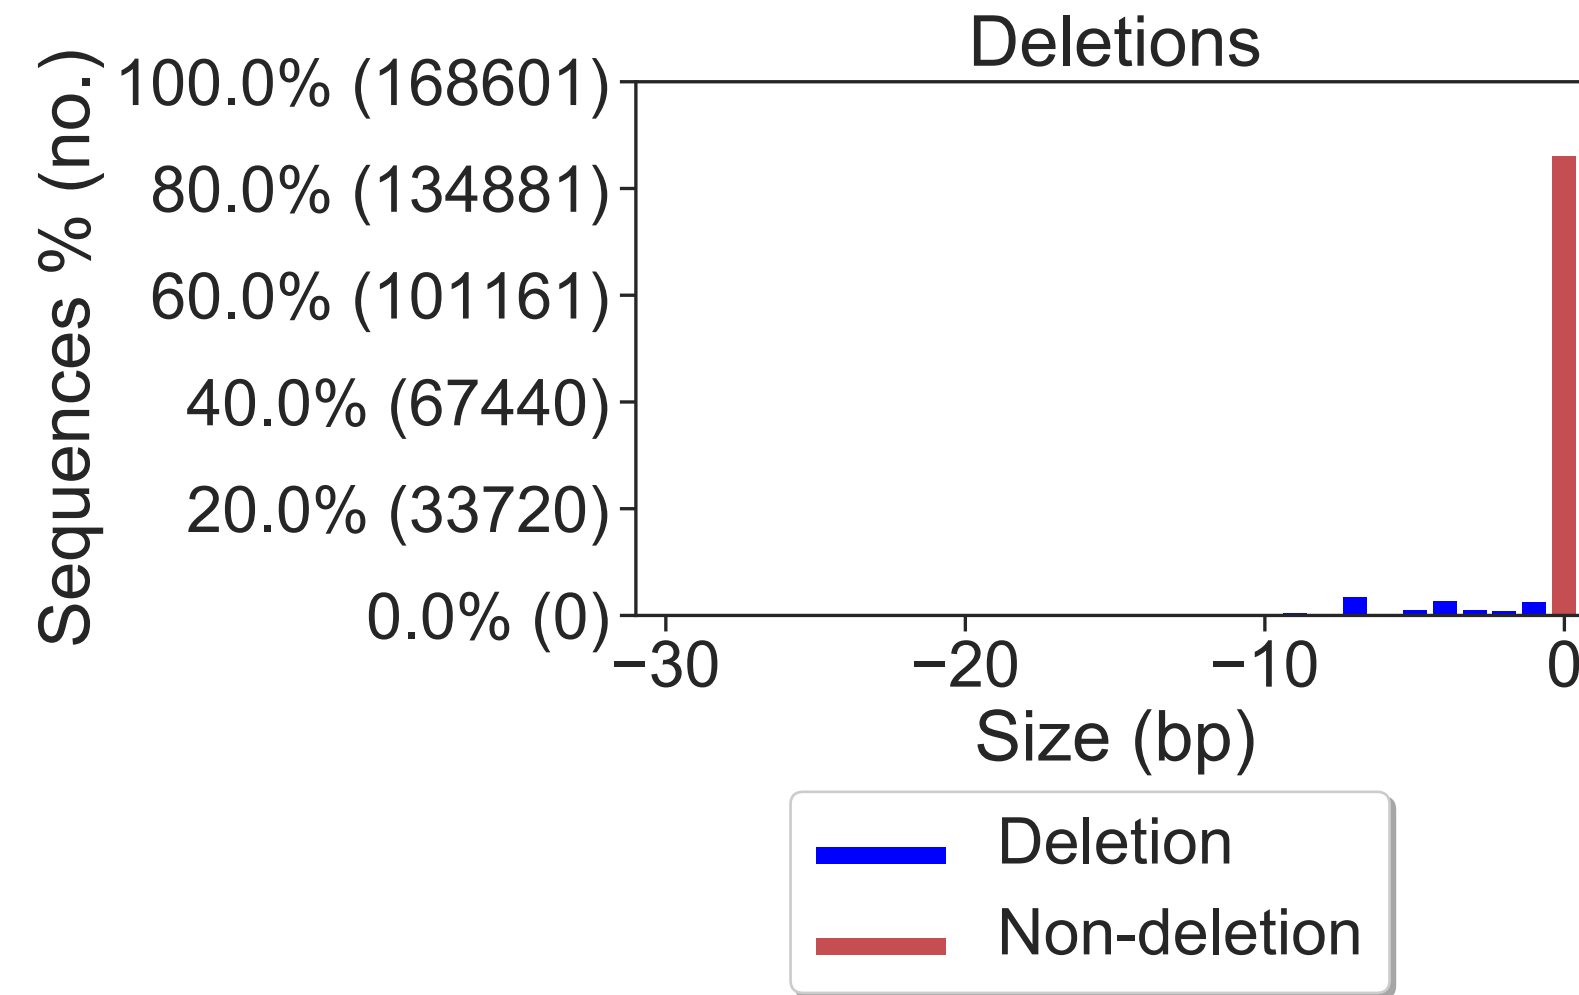 Deletions
Sequences % (no.)
100.0% (168601)
80.0% (134881)
60.0% (101161)
40.0% (67440)
20.0% (33720)
0.0% (0)
−30 −20 −10 0
Size (bp)
Deletion
Non-deletion